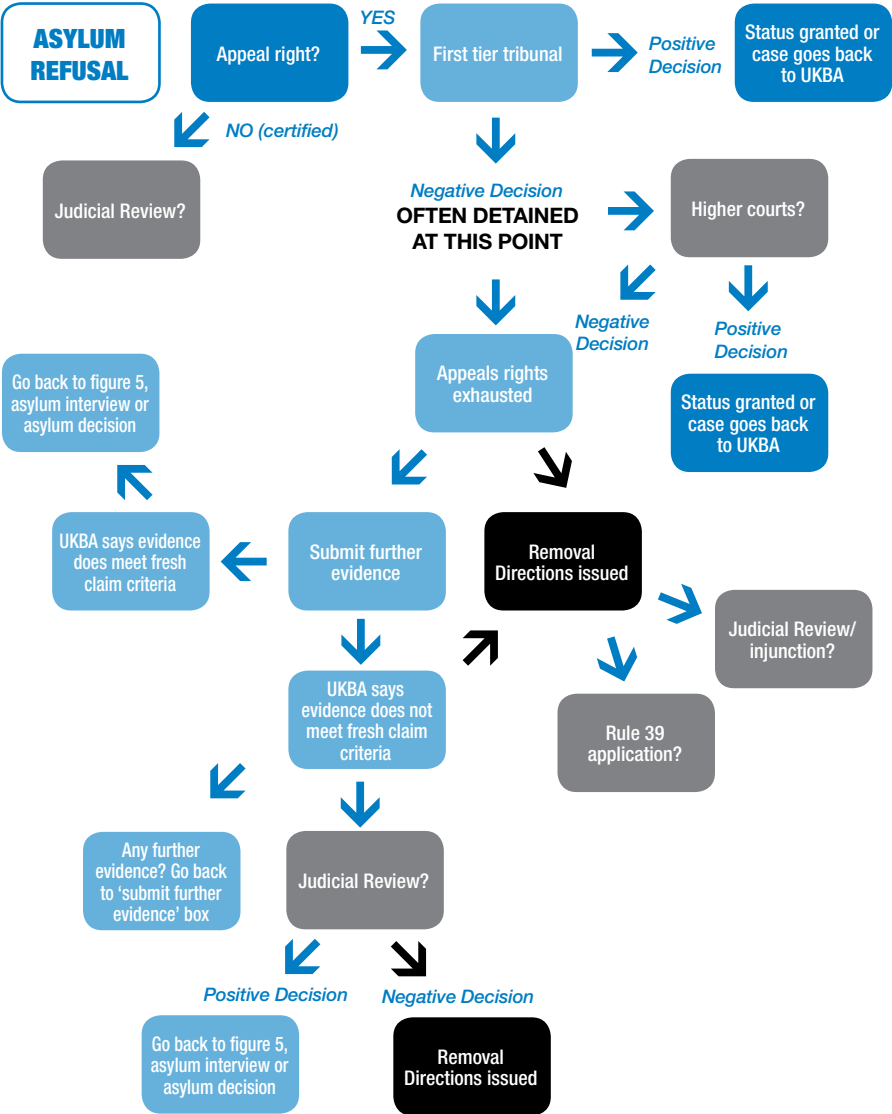 ASYLUM
REFUSAL
Appeal right?
YES
First tier tribunal
Positive
Decision
Status granted or
case goes back
to UKBA
NO (certified)
Judicial Review?
Negative Decision
OFTEN DETAINED
AT THIS POINT
Higher courts?
Negative
Decision
Positive
Decision
Status granted or
case goes back
to UKBA
Appeals rights
exhausted
Go back to figure 5,
asylum interview or
asylum decision
UKBA says evidence
does meet fresh
claim criteria
Submit further
evidence
Removal
Directions issued
Judicial Review/
injunction?
Rule 39
application?
UKBA says
evidence does not
meet fresh claim
criteria
Any further
evidence? Go back
to ‘submit further
evidence’ box
Judicial Review?
Positive Decision
Negative Decision
Go back to figure 5,
asylum interview or
asylum decision
Removal
Directions issued